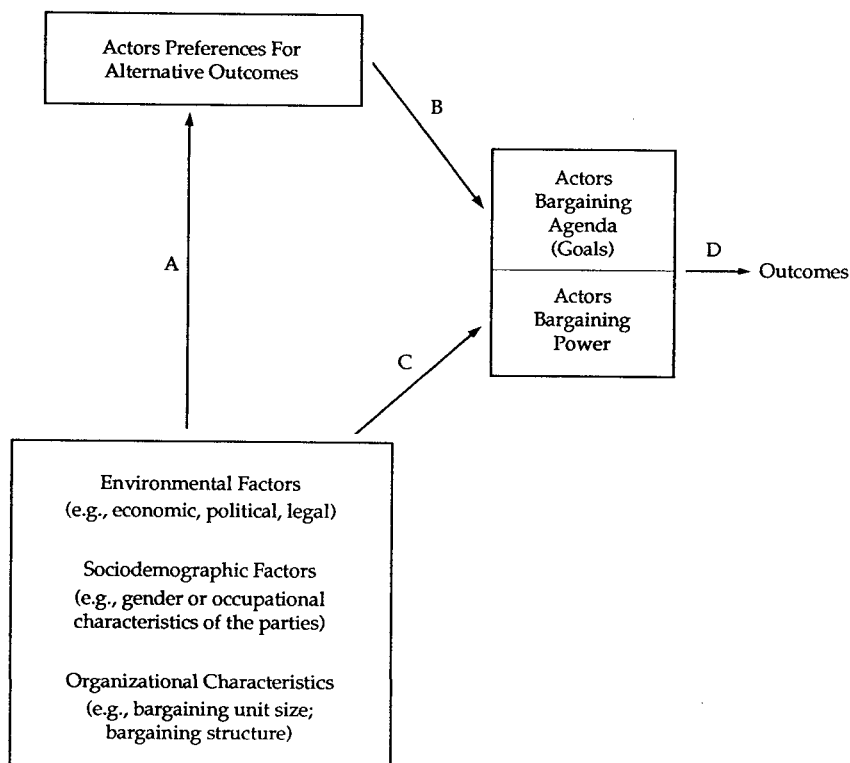 Actors Preferences For
Alternative Outcomes
B
Actors
Bargaining
Agenda
(Goals)
D
Outcomes
A
Actors
Bargaining
Power
C
Environmental Factors
(e.g., economic, political, legal)
Sociodemographic Factors
(e.g., gender or occupational
characteristics of the parties)
Organizational Characteristics
(e.g., bargaining unit size;
bargaining structure)